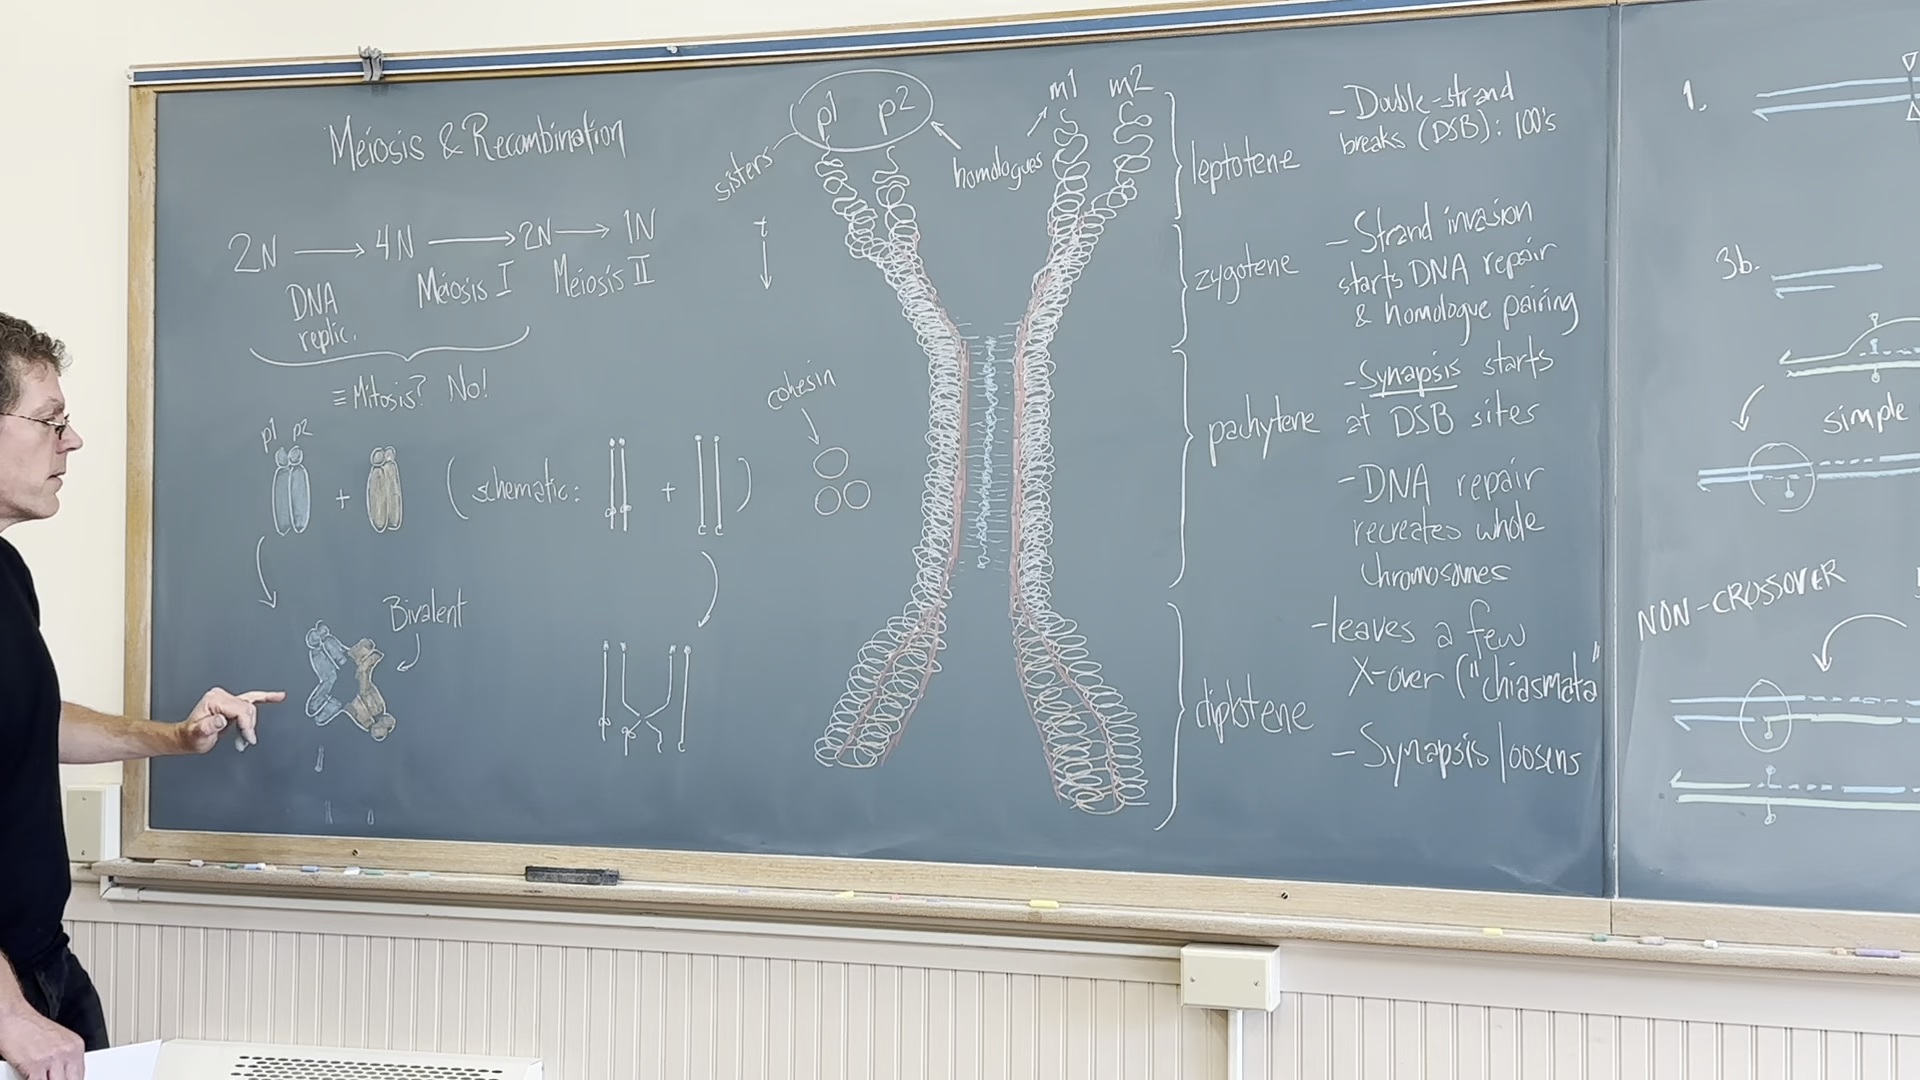 Meiosis & Recombination
2N → 4N → 2N → 1N
DNA
replic.
Meiosis I
Meiosis II
≡ Mitosis? No!
p1 p2
+
(schematic: + )
Bivalent
sisters
p1 p2
homologues
m1 m2
t
cohesin
leptotene
zygotene
pachytene
diplotene
- Double-strand
breaks (DSB): 100's
- Strand invasion
starts DNA repair
& homologue pairing
- Synapsis starts
at DSB sites
- DNA repair
recreates whole
chromosomes
- leaves a few
X-over ("chiasmata"
- Synapsis loosens
1.
3b.
simple
NON-CROSSOVER